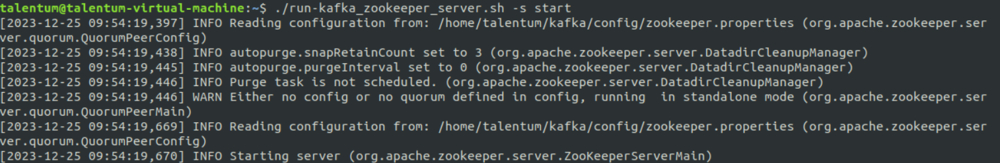 talentum@talentum-virtual-machine:~$ ./run-kafka_zookeeper_server.sh -s start
[2023-12-25 09:54:19,397] INFO Reading configuration from: /home/talentum/kafka/config/zookeeper.properties (org.apache.zookeeper.ser
ver.quorum.QuorumPeerConfig)
[2023-12-25 09:54:19,438] INFO autopurge.snapRetainCount set to 3 (org.apache.zookeeper.server.DatadirCleanupManager)
[2023-12-25 09:54:19,445] INFO autopurge.purgeInterval set to 0 (org.apache.zookeeper.server.DatadirCleanupManager)
[2023-12-25 09:54:19,446] INFO Purge task is not scheduled. (org.apache.zookeeper.server.DatadirCleanupManager)
[2023-12-25 09:54:19,446] WARN Either no config or no quorum defined in config, running  in standalone mode (org.apache.zookeeper.ser
ver.quorum.QuorumPeerMain)
[2023-12-25 09:54:19,669] INFO Reading configuration from: /home/talentum/kafka/config/zookeeper.properties (org.apache.zookeeper.ser
ver.quorum.QuorumPeerConfig)
[2023-12-25 09:54:19,670] INFO Starting server (org.apache.zookeeper.server.ZooKeeperServerMain)